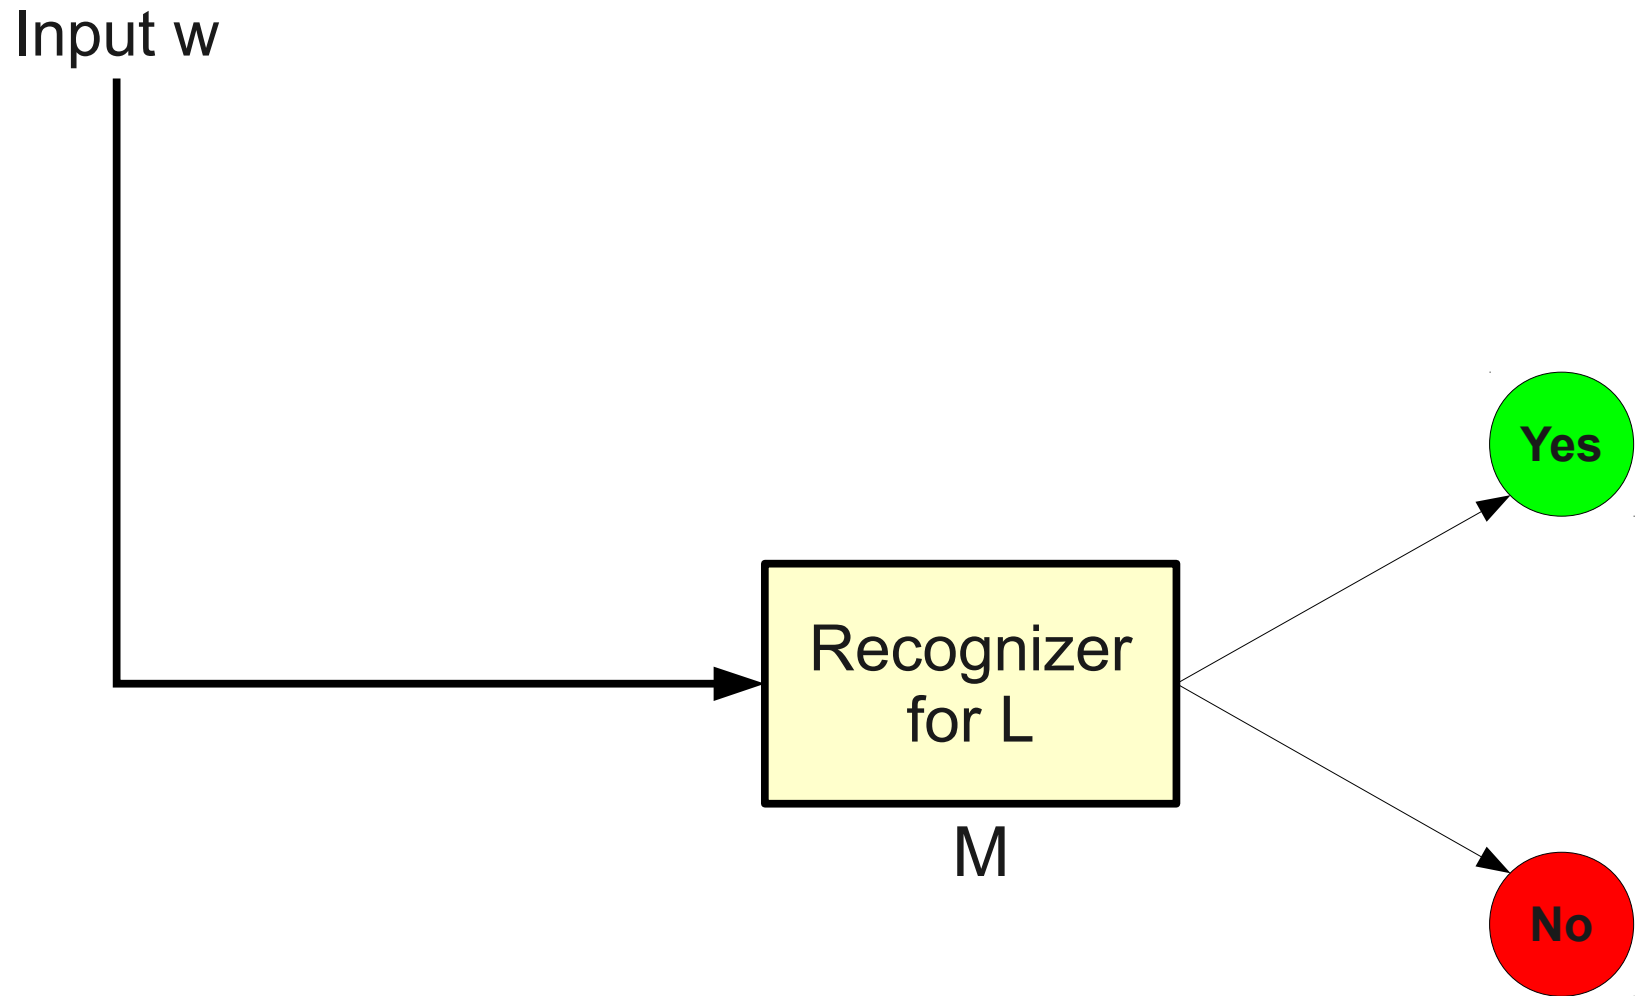 Input w
Yes
Recognizer
for L
M
No